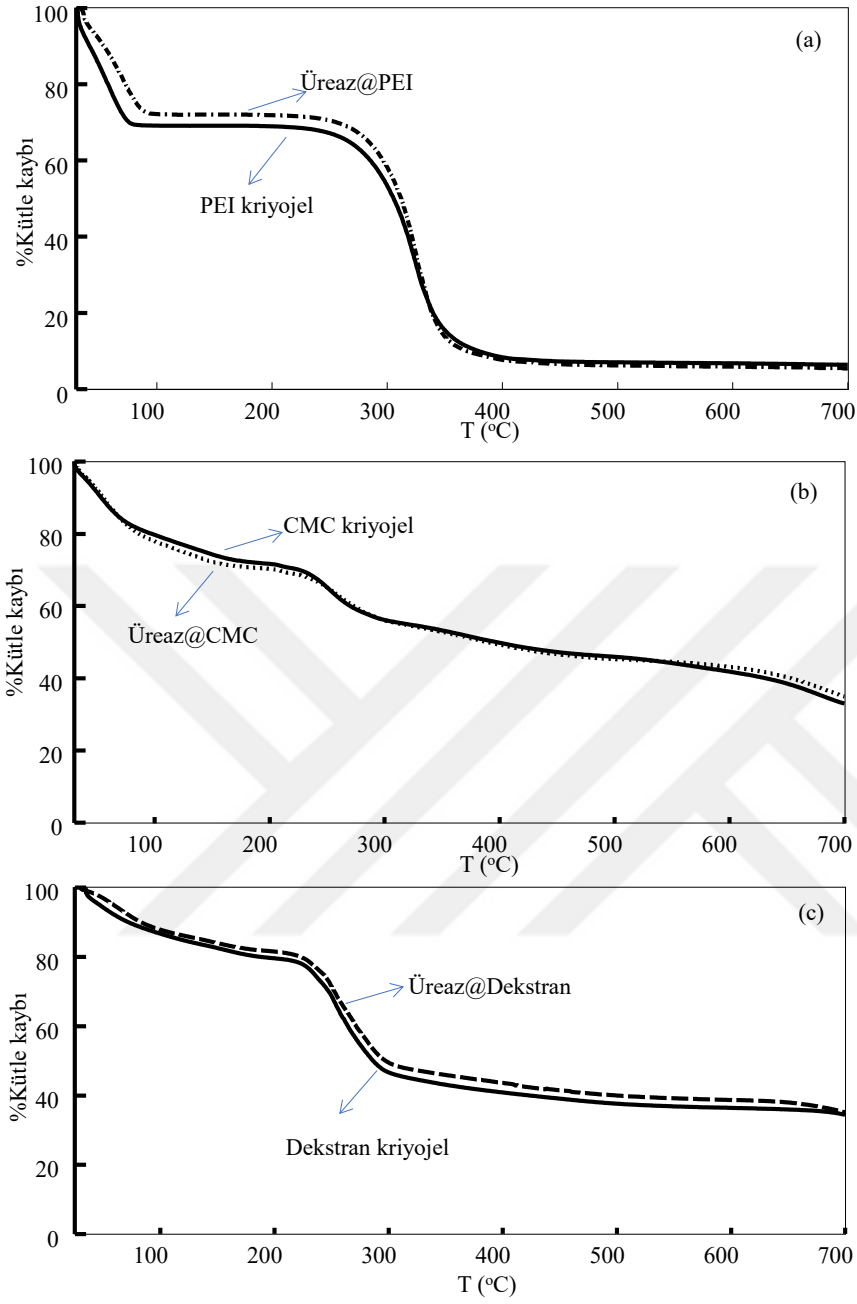 (a)
100
80
60
40
20
0
%Kütle kaybı
Üreaz@PEI
PEI kriyojel
100 200 300 400 500 600 700
T (°C)
(b)
100
80
60
40
20
0
%Kütle kaybı
CMC kriyojel
Üreaz@CMC
100 200 300 400 500 600 700
T (°C)
(c)
100
80
60
40
20
0
%Kütle kaybı
Üreaz@Dekstran
Dekstran kriyojel
100 200 300 400 500 600 700
T (°C)